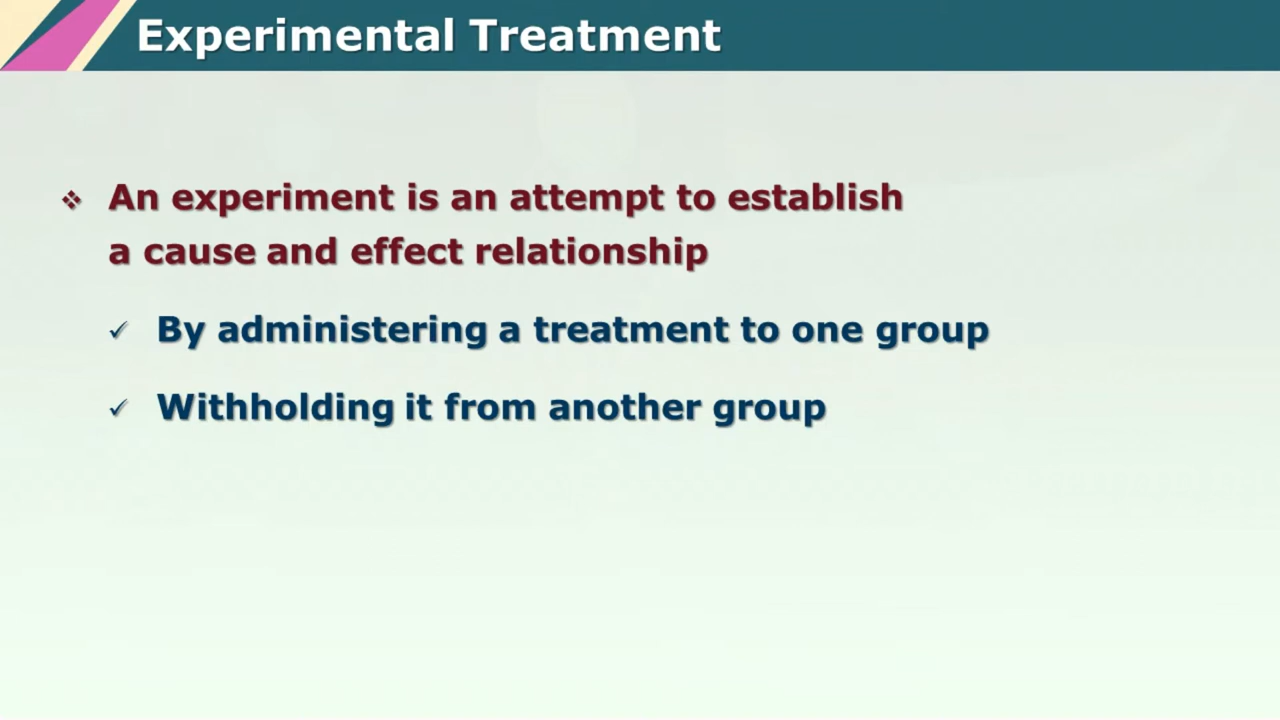 Experimental Treatment
❖ An experiment is an attempt to establish
a cause and effect relationship
✓ By administering a treatment to one group
✓ Withholding it from another group